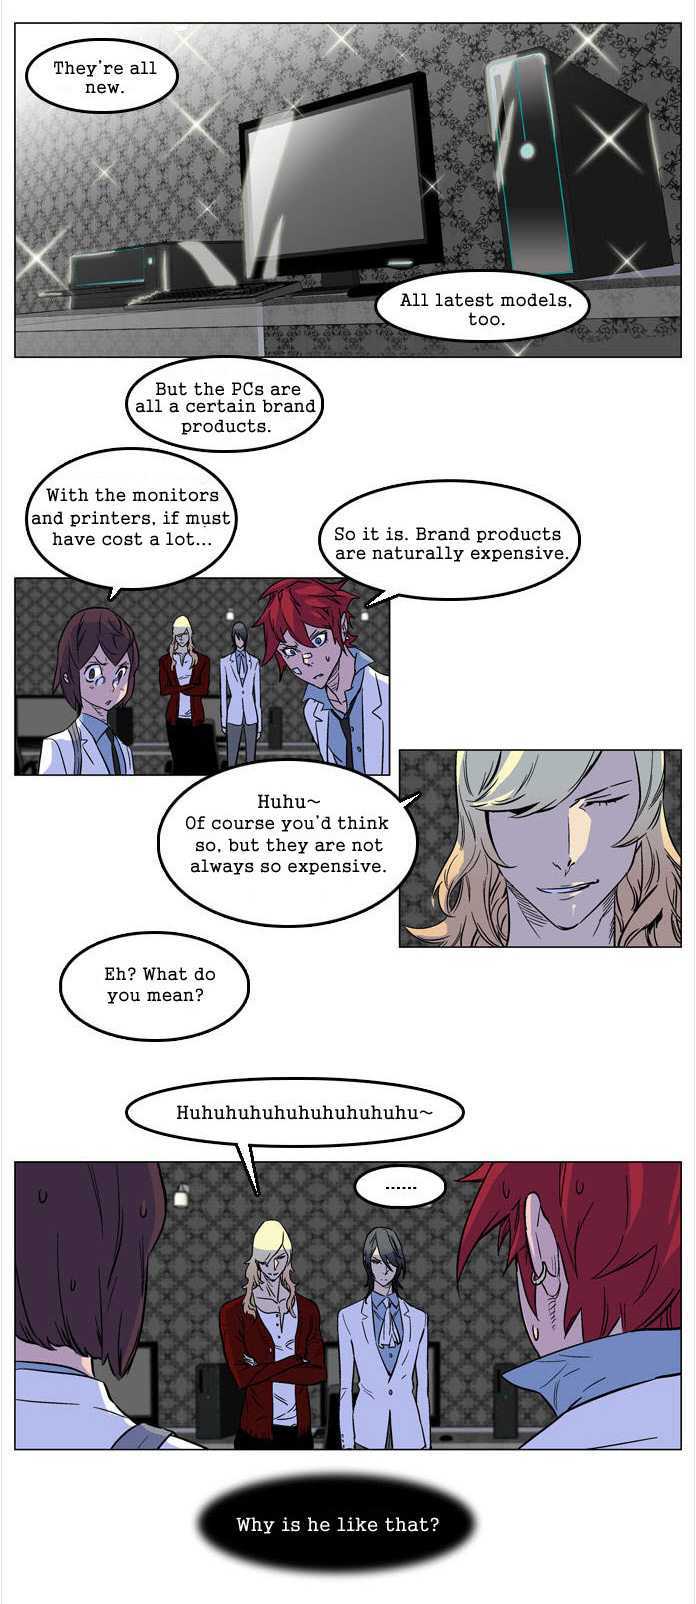 They're all
new.
All latest models,
too.
But the PCs are
all a certain brand
products.
With the monitors
and printers, if must
have cost a lot...
So it is. Brand products
are naturally expensive.
Huhu~
Of course you'd think
so, but they are not
always so expensive.
Eh? What do
you mean?
Huhuhuhuhuhuhuhuhuhu~
......
Why is he like that?